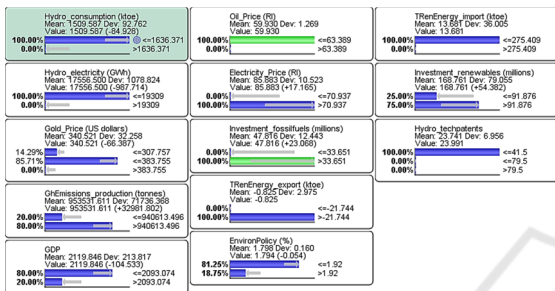 Hydro_consumption (ktoe)
Mean: 1509.587 Dev: 92.762
Value: 1509.587 (-84.928)
100.00% <=1636.371
0.00% >1636.371
Hydro_electricity (GWh)
Mean: 17556.500 Dev: 1078.824
Value: 17556.500 (-987.714)
100.00% <=19309
0.00% >19309
Gold_Price (US dollars)
Mean: 340.521 Dev: 32.258
Value: 340.521 (-66.387)
14.29% <=307.757
85.71% <=383.755
0.00% >383.755
GhEmissions_production (tonnes)
Mean: 953531.611 Dev: 71736.368
Value: 953531.611 (+32981.802)
20.00% <=940613.496
80.00% >940613.496
GDP
Mean: 2119.846 Dev: 213.817
Value: 2119.846 (-104.533)
80.00% <=2093.074
20.00% >2093.074
Oil_Price (RI)
Mean: 59.930 Dev: 1.269
Value: 59.930
100.00% <=63.389
0.00% >63.389
Electricity_Price (RI)
Mean: 85.883 Dev: 10.523
Value: 85.883 (+17.165)
0.00% <=70.937
100.00% >70.937
Investment_fossilfuels (millions)
Mean: 47.816 Dev: 12.443
Value: 47.816 (+23.068)
0.00% <=33.651
100.00% >33.651
TRenEnergy_export (ktoe)
Mean: -0.825 Dev: 2.975
Value: -0.825
0.00% <=-21.744
100.00% >-21.744
EnvironPolicy (%)
Mean: 1.798 Dev: 0.160
Value: 1.794 (-0.054)
81.25% <=1.92
18.75% >1.92
TRenEnergy_import (ktoe)
Mean: 13.681 Dev: 36.005
Value: 13.681
100.00% <=275.409
0.00% >275.409
Investment_renewables (millions)
Mean: 168.761 Dev: 79.055
Value: 168.761 (+54.382)
25.00% <=91.876
75.00% >91.876
Hydro_techpatents
Mean: 23.741 Dev: 6.956
Value: 23.991
100.00% <=41.5
0.00% <=79.5
0.00% >79.5